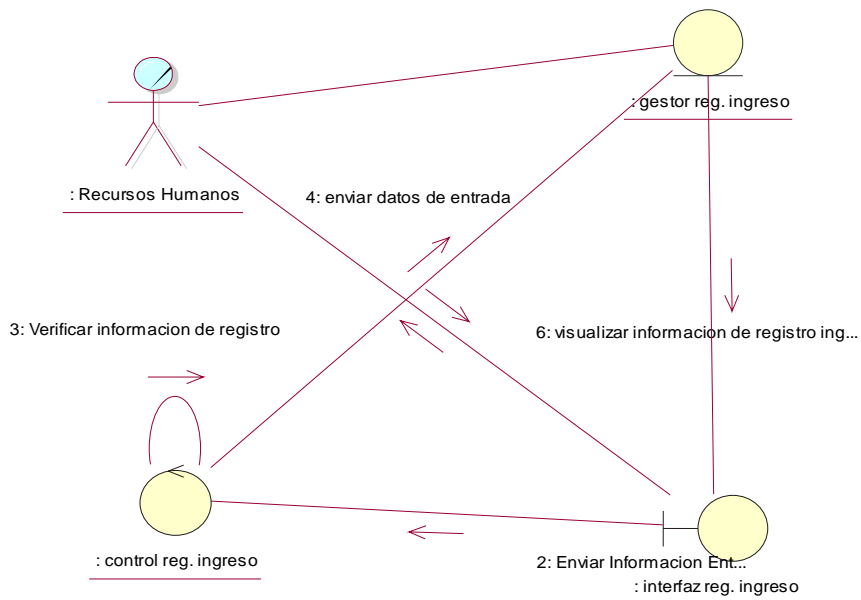 : gestor reg. ingreso
: Recursos Humanos
4: enviar datos de entrada
3: Verificar informacion de registro
6: visualizar informacion de registro ing...
: control reg. ingreso
2: Enviar Informacion Ent...
: interfaz reg. ingreso